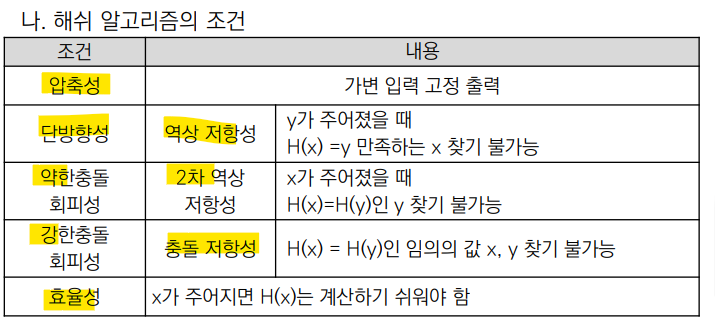 나. 해쉬 알고리즘의 조건
조건 내용
압축성 가변 입력 고정 출력
단방향성 역상 저항성 y가 주어졌을 때
H(x) =y 만족하는 x 찾기 불가능
약한충돌 회피성 2차 역상 저항성 x가 주어졌을 때
H(x)=H(y)인 y 찾기 불가능
강한충돌 회피성 충돌 저항성 H(x) = H(y)인 임의의 값 x, y 찾기 불가능
효율성 x가 주어지면 H(x)는 계산하기 쉬워야 함